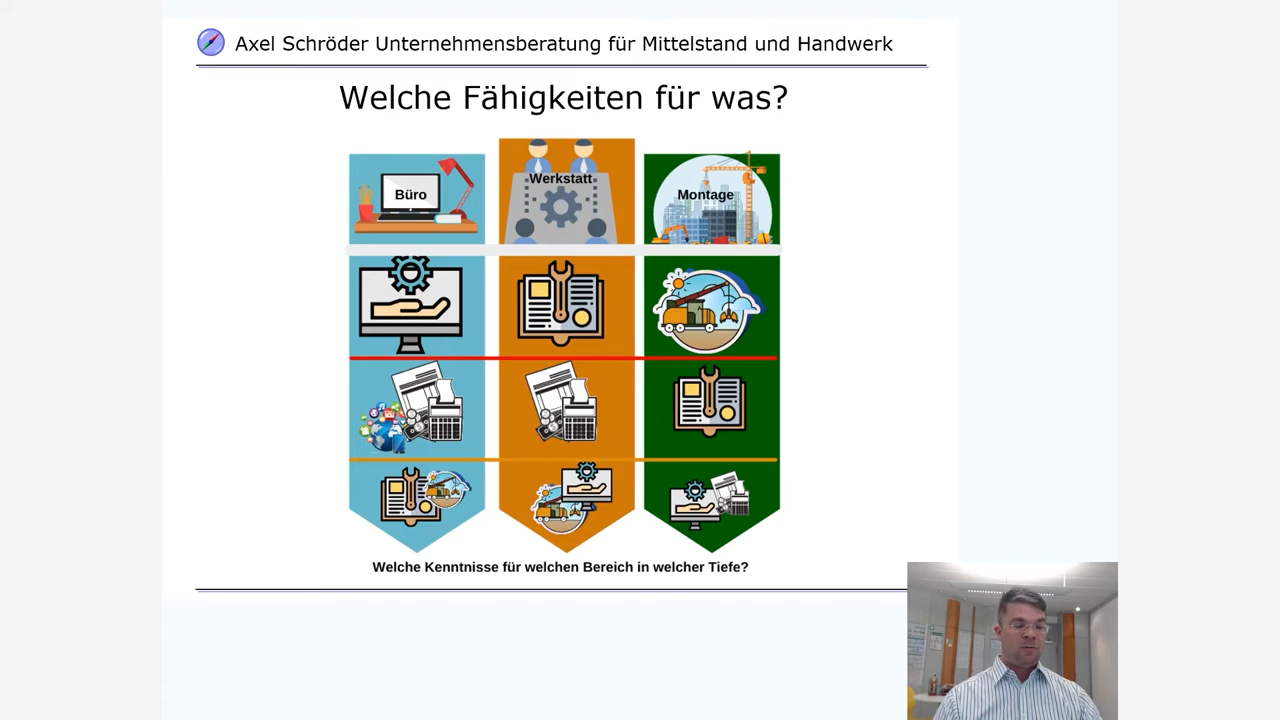 Axel Schröder Unternehmensberatung für Mittelstand und Handwerk
Welche Fähigkeiten für was?
Büro
Werkstatt
Montage
Welche Kenntnisse für welchen Bereich in welcher Tiefe?